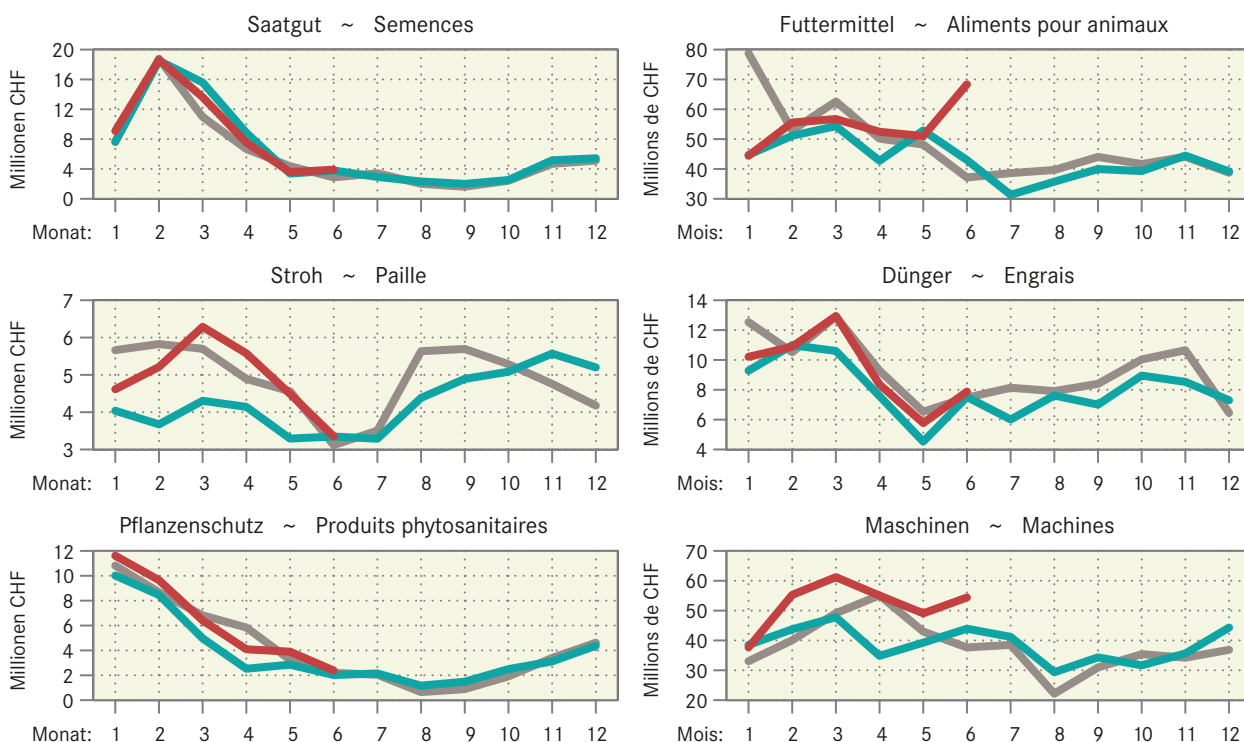 Saatgut ~ Semences
Millionen CHF
20
16
12
8
4
0
Monat: 1 2 3 4 5 6 7 8 9 10 11 12
Futtermittel ~ Aliments pour animaux
Millions de CHF
80
70
60
50
40
30
Mois: 1 2 3 4 5 6 7 8 9 10 11 12
Stroh ~ Paille
Millionen CHF
7
6
5
4
3
Monat: 1 2 3 4 5 6 7 8 9 10 11 12
Dünger ~ Engrais
Millions de CHF
14
12
10
8
6
4
Mois: 1 2 3 4 5 6 7 8 9 10 11 12
Pflanzenschutz ~ Produits phytosanitaires
Millionen CHF
12
10
8
6
4
2
0
Monat: 1 2 3 4 5 6 7 8 9 10 11 12
Maschinen ~ Machines
Millions de CHF
70
60
50
40
30
20
Mois: 1 2 3 4 5 6 7 8 9 10 11 12